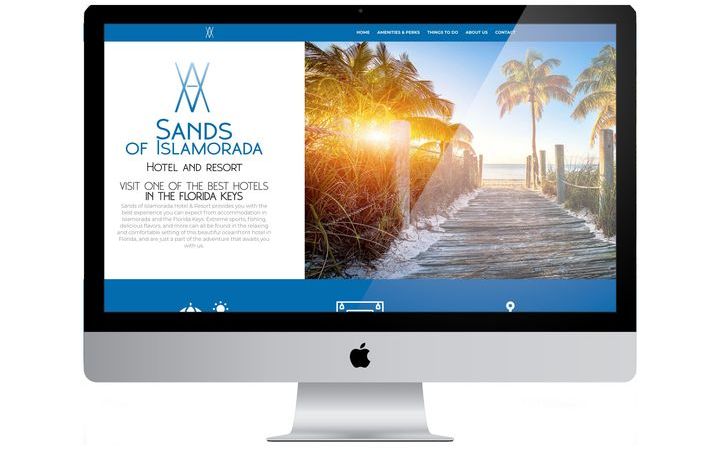 HOME AMENITIES & PERKS THINGS TO DO ABOUT US CONTACT
SANDS
OF ISLAMORADA
HOTEL AND RESORT
VISIT ONE OF THE BEST HOTELS
IN THE FLORIDA KEYS
Sands of Islamorada Hotel & Resort provides you with the
best experience you can expect from accommodation in
Islamorada and the Florida Keys. Extreme sports, fishing,
delicious flavors, and more can all be found in the relaxing
and comfortable setting of this beautiful oceanfront hotel in
Florida, and are just a part of the adventure that awaits you
with us.